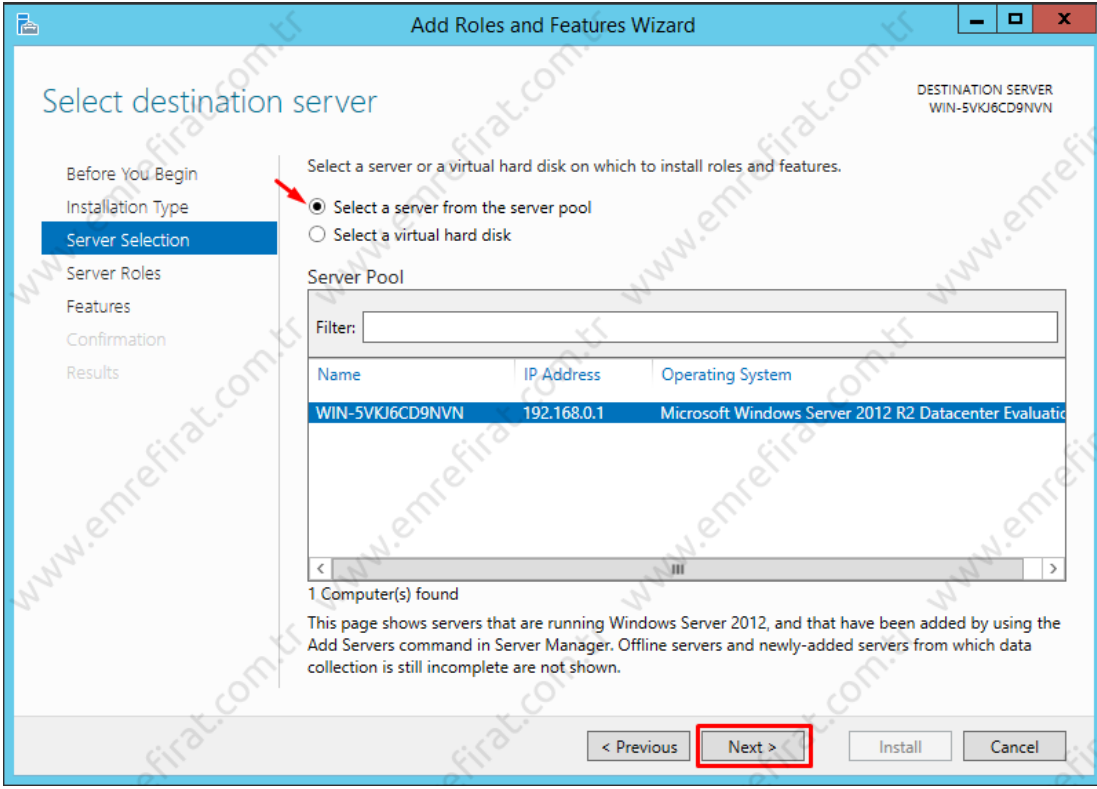 Add Roles and Features Wizard
Select destination server
DESTINATION SERVER
WIN-5VKJ6CD9NVN
Before You Begin
Installation Type
Server Selection
Server Roles
Features
Confirmation
Results
Select a server or a virtual hard disk on which to install roles and features.
Select a server from the server pool
Select a virtual hard disk
Server Pool
Filter:
Name IP Address Operating System
WIN-5VKJ6CD9NVN 192.168.0.1 Microsoft Windows Server 2012 R2 Datacenter Evaluatic
1 Computer(s) found
This page shows servers that are running Windows Server 2012, and that have been added by using the
Add Servers command in Server Manager. Offline servers and newly-added servers from which data
collection is still incomplete are not shown.
< Previous
Next >
Install
Cancel
www.emrefirat.com.tr